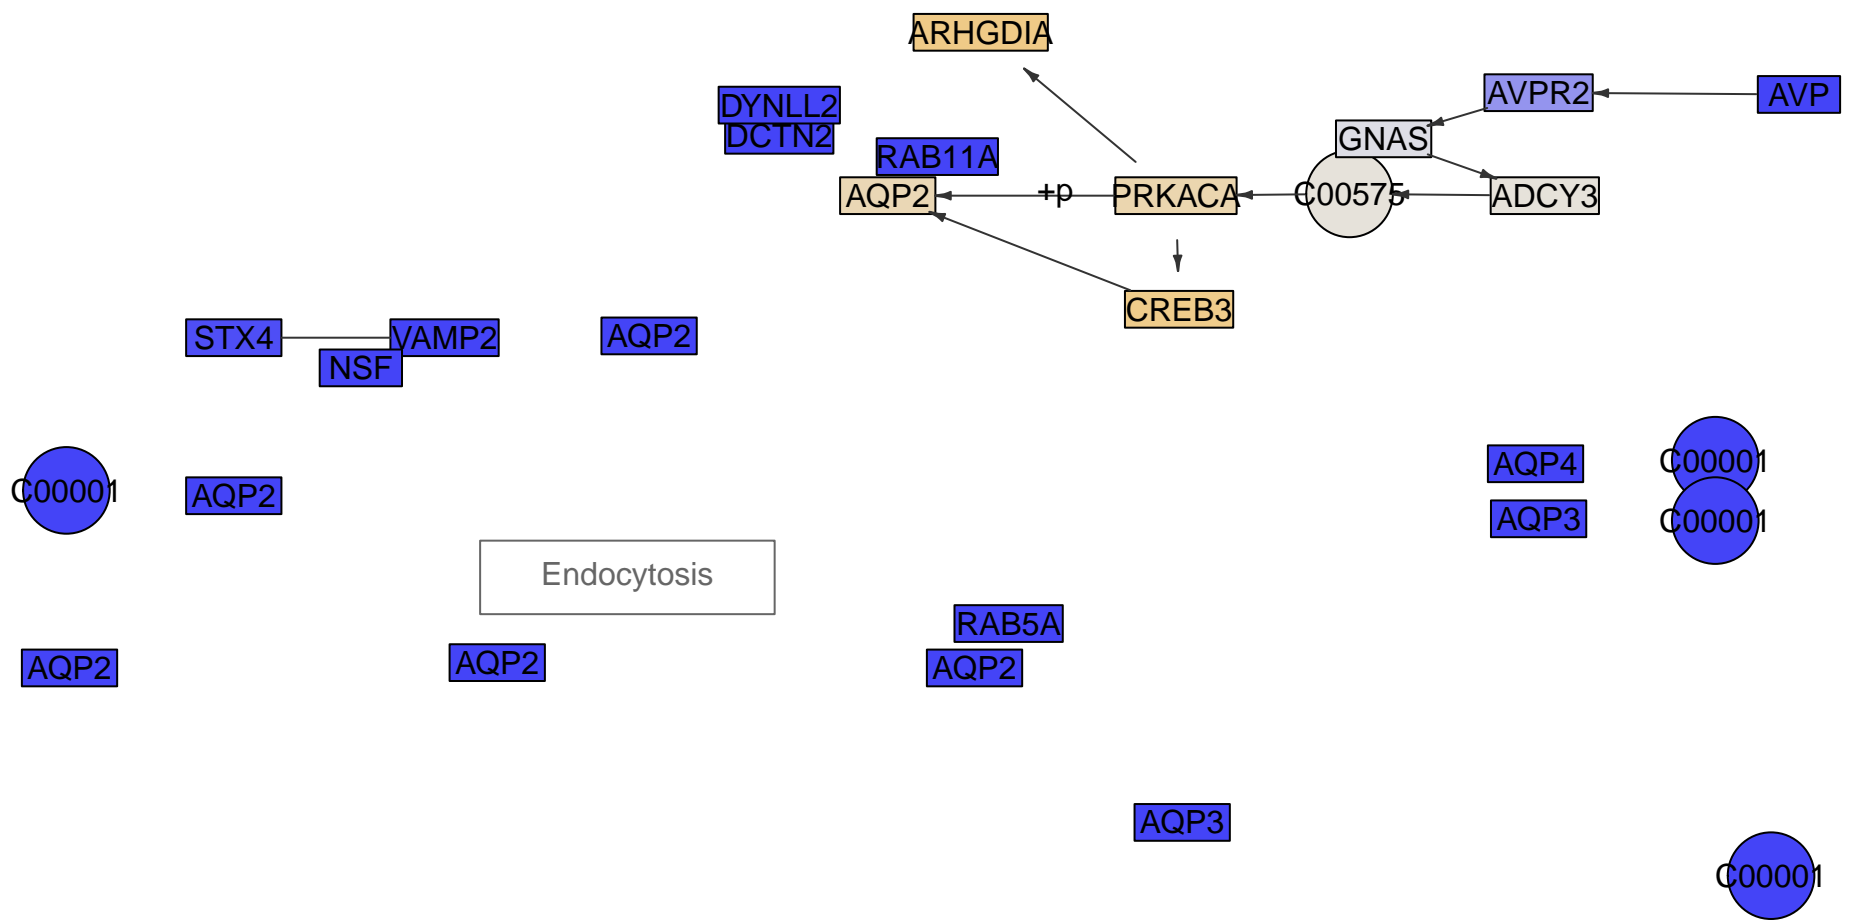 ARHGDIA
DYNLL2
AVPR2
AVP
DCTN2
GNAS
RAB11A
AQP2
+p
PRKACA
C00575
ADCY3
CREB3
STX4
VAMP2
AQP2
NSF
C00001
AQP2
AQP4
C00001
AQP3
C00001
Endocytosis
RAB5A
AQP2
AQP2
AQP2
AQP3
C00001